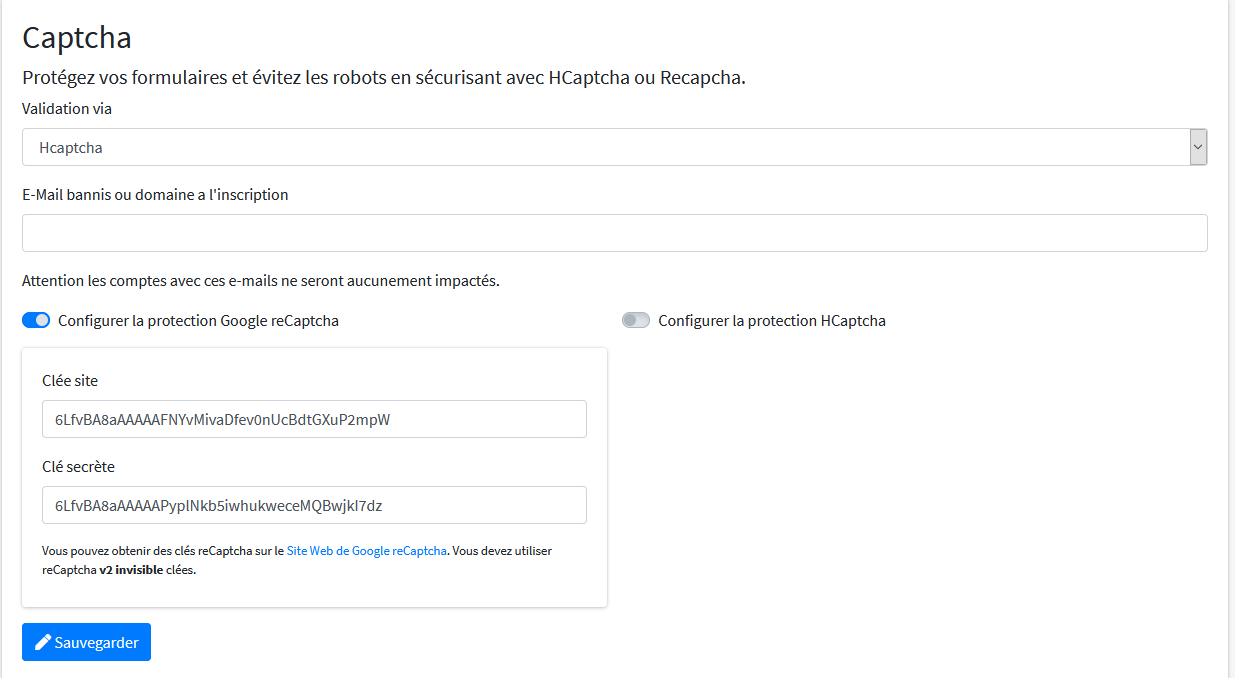 Captcha
Protégez vos formulaires et évitez les robots en sécurisant avec HCaptcha ou Recapcha.
Validation via
Hcaptcha
E-Mail bannis ou domaine a l'inscription
Attention les comptes avec ces e-mails ne seront aucunement impactés.
Configurer la protection Google reCaptcha
Configurer la protection HCaptcha
Clée site
6LfvBA8aAAAAAFNYvMivaDfev0nUcBdtGXuP2mpW
Clé secrète
6LfvBA8aAAAAAPypINkb5iwhukweceMQBwjkI7dz
Vous pouvez obtenir des clés reCaptcha sur le Site Web de Google reCaptcha. Vous devez utiliser
reCaptcha v2 invisible clées.
Sauvegarder